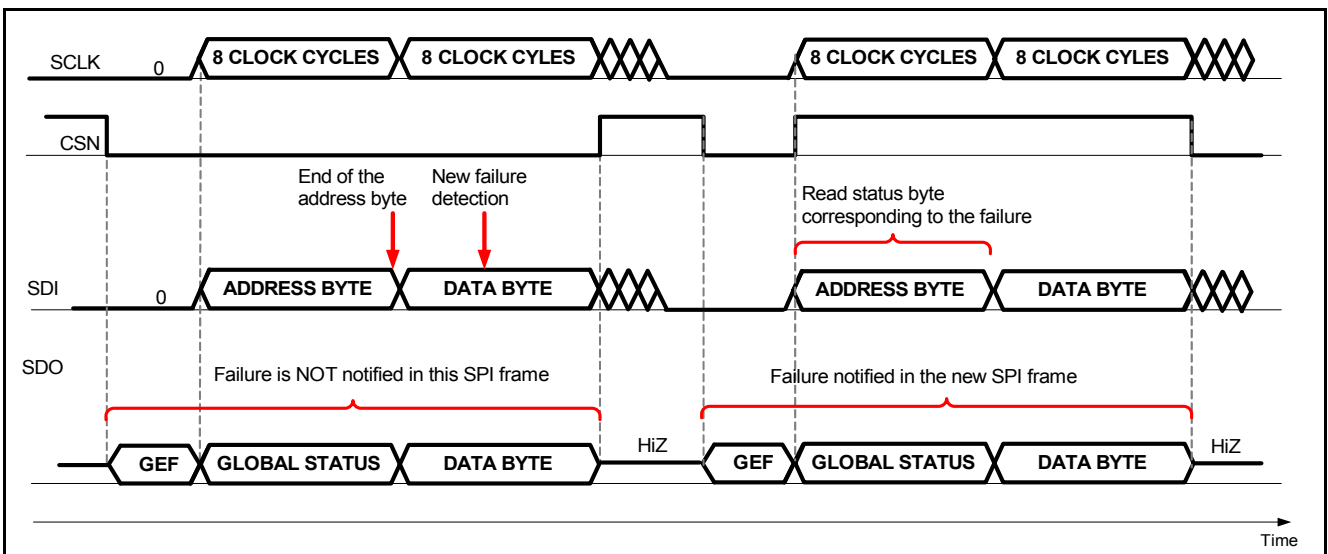 SCLK 0 8 CLOCK CYCLES 8 CLOCK CYLES 8 CLOCK CYCLES 8 CLOCK CYLES
CSN
End of the
address byte
New failure
detection
Read status byte
corresponding to the failure
SDI 0 ADDRESS BYTE DATA BYTE ADDRESS BYTE DATA BYTE
SDO
Failure is NOT notified in this SPI frame
Failure notified in the new SPI frame
GEF GLOBAL STATUS DATA BYTE HiZ GEF GLOBAL STATUS DATA BYTE HiZ
Time